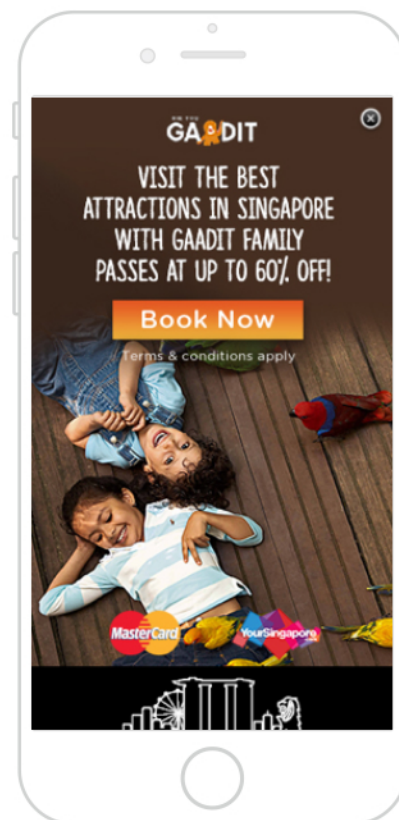 GAADIT
VISIT THE BEST
ATTRACTIONS IN SINGAPORE
WITH GAADIT FAMILY
PASSES AT UP TO 60% OFF!
Book Now
Terms & conditions apply
MasterCard
YourSingapore